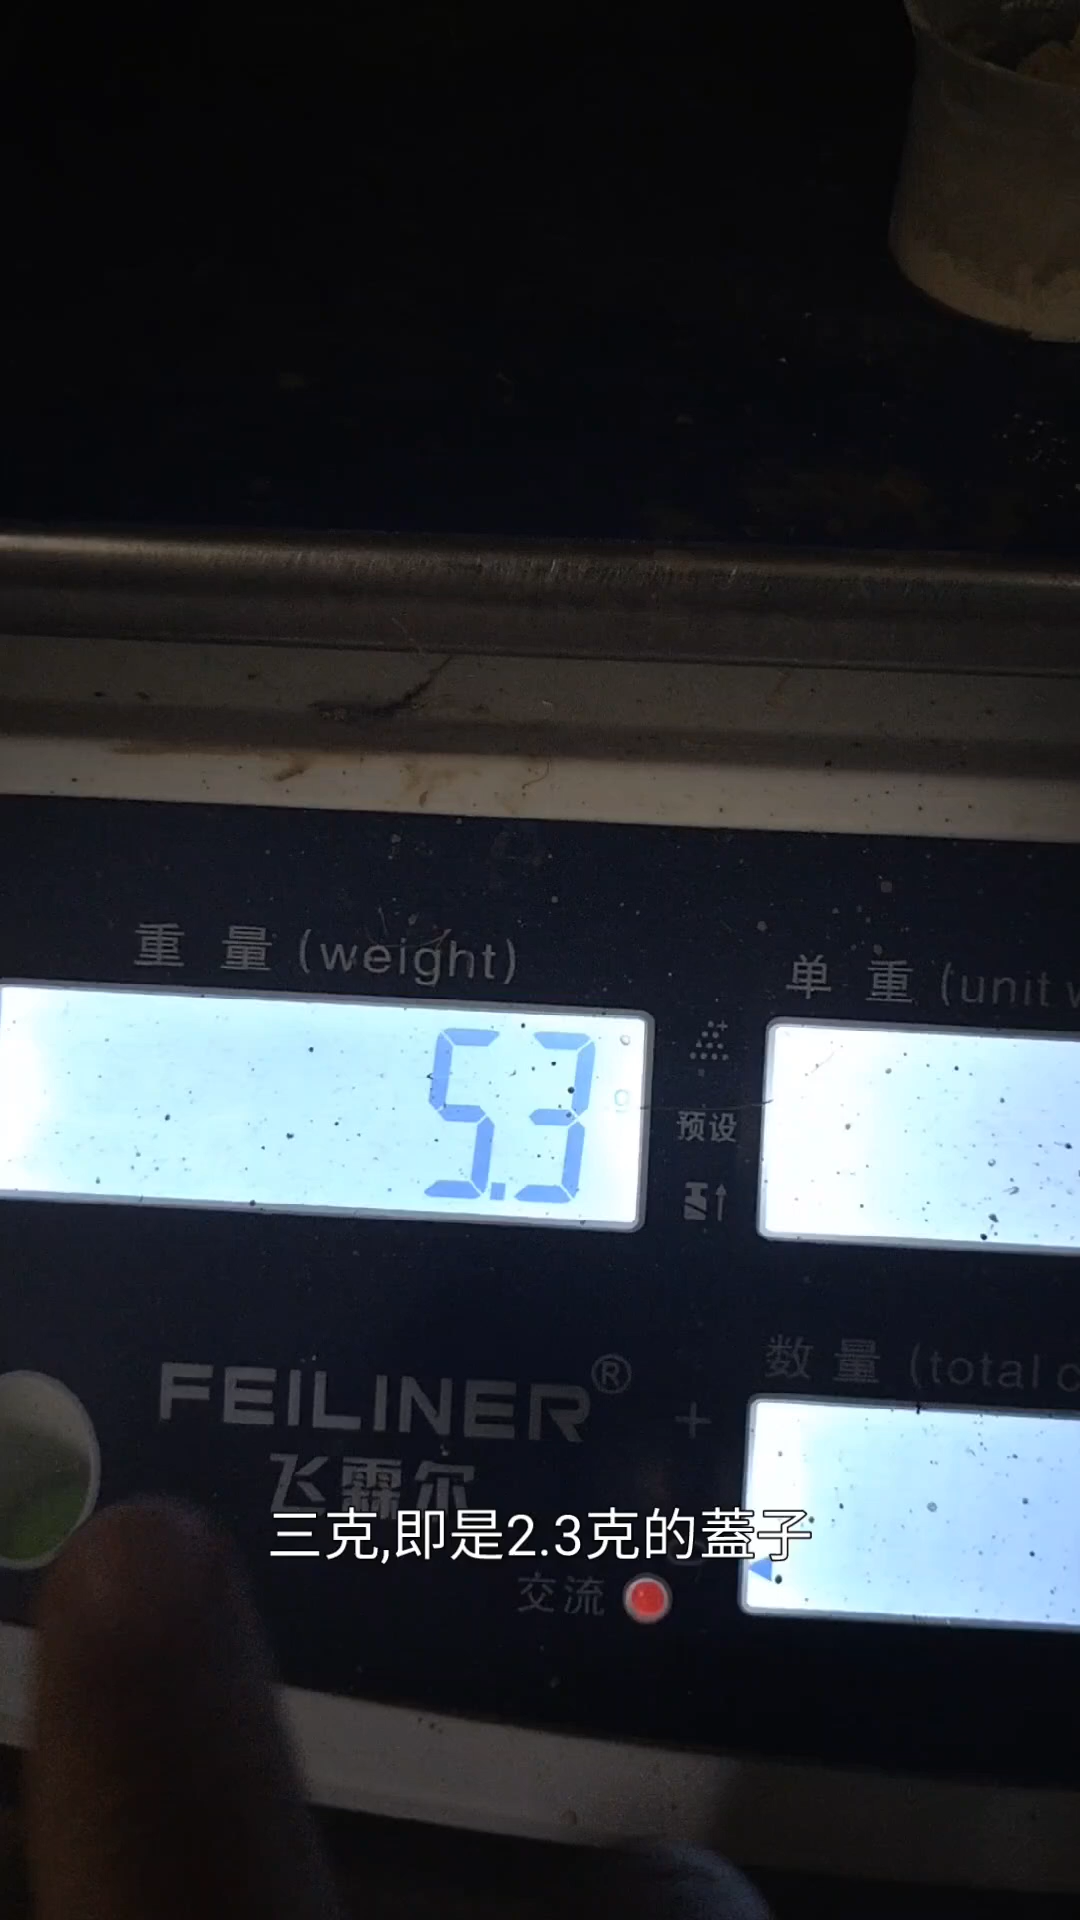 重量(weight)
单重(unit
5.3
g
预设
数量(total
FEILINER®
飞霖尔
三克,即是2.3克的蓋子
交流